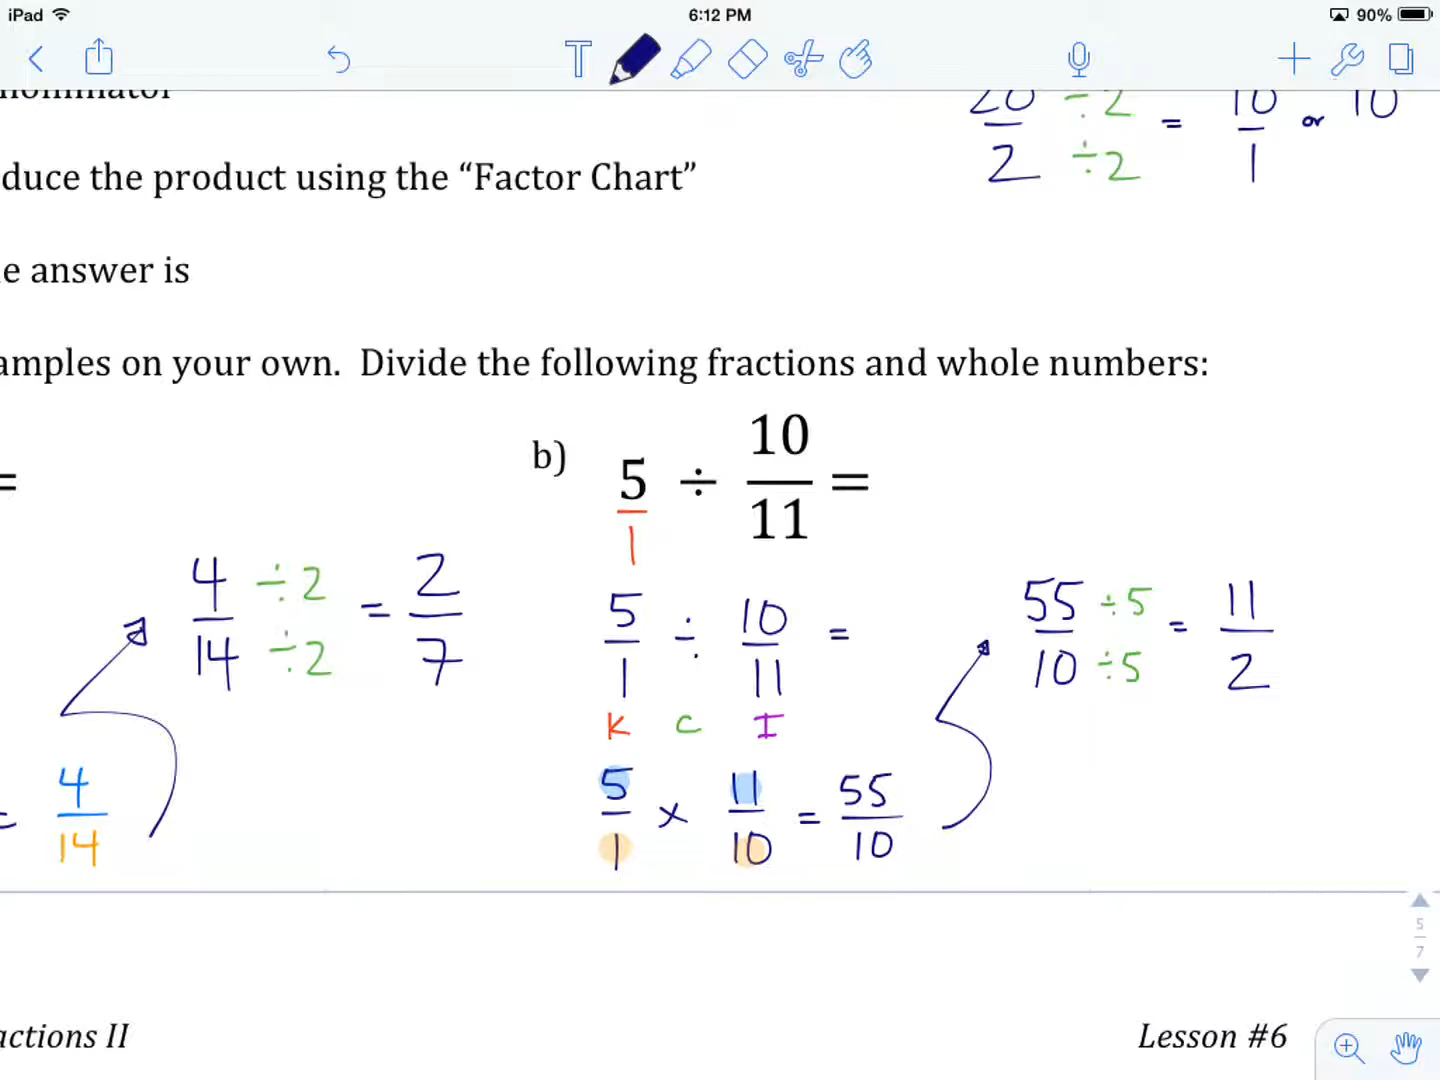 iPad 6:12 PM 90%
T
nominator
20 ÷2 = 10 or 10
2 ÷2 1
duce the product using the “Factor Chart”
e answer is
amples on your own. Divide the following fractions and whole numbers:
=
b) 5 ÷ 10 =
1 11
4 ÷2 = 2
14 ÷2 7
5 ÷ 10 =
1 11
K C I
55 ÷5 = 11
10 ÷5 2
= 4
14
5 × 11 = 55
1 10 10
5
7
actions II Lesson #6